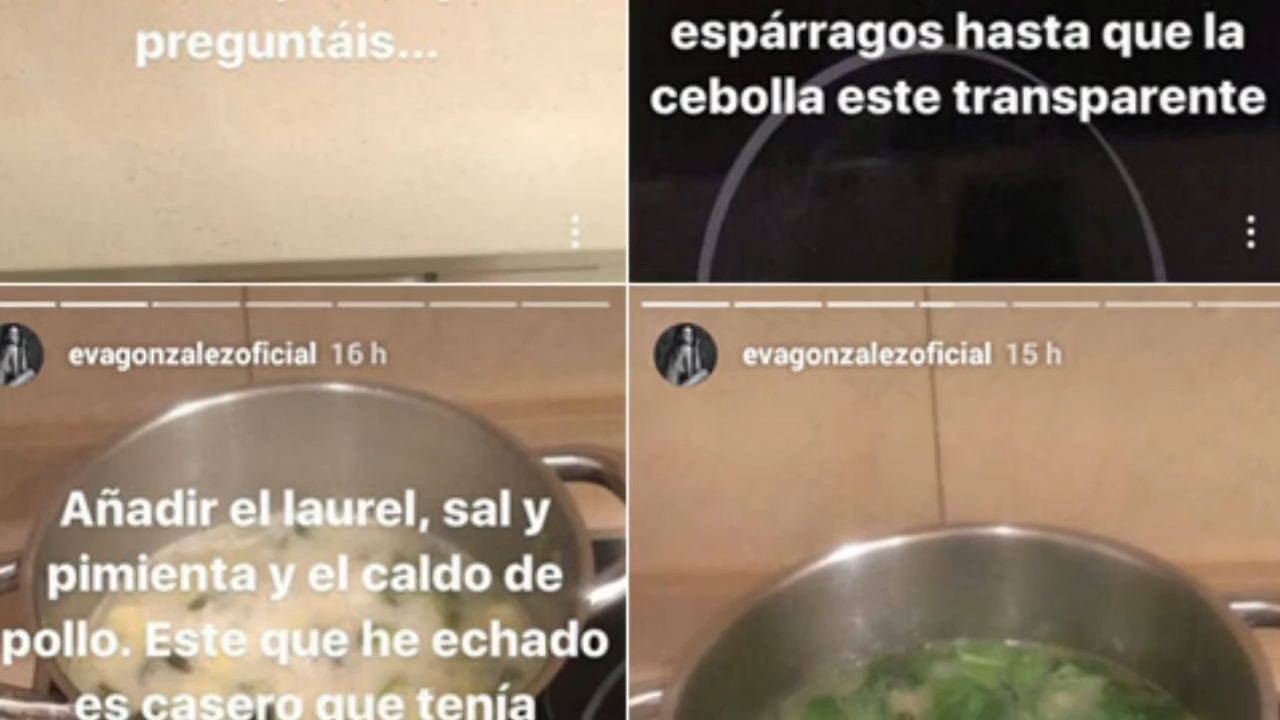 preguntáis...
espárragos hasta que la
cebolla este transparente
evagonzalezoficial 16 h
Añadir el laurel, sal y
pimienta y el caldo de
pollo. Este que he echado
es casero que tenía
evagonzalezoficial 15 h